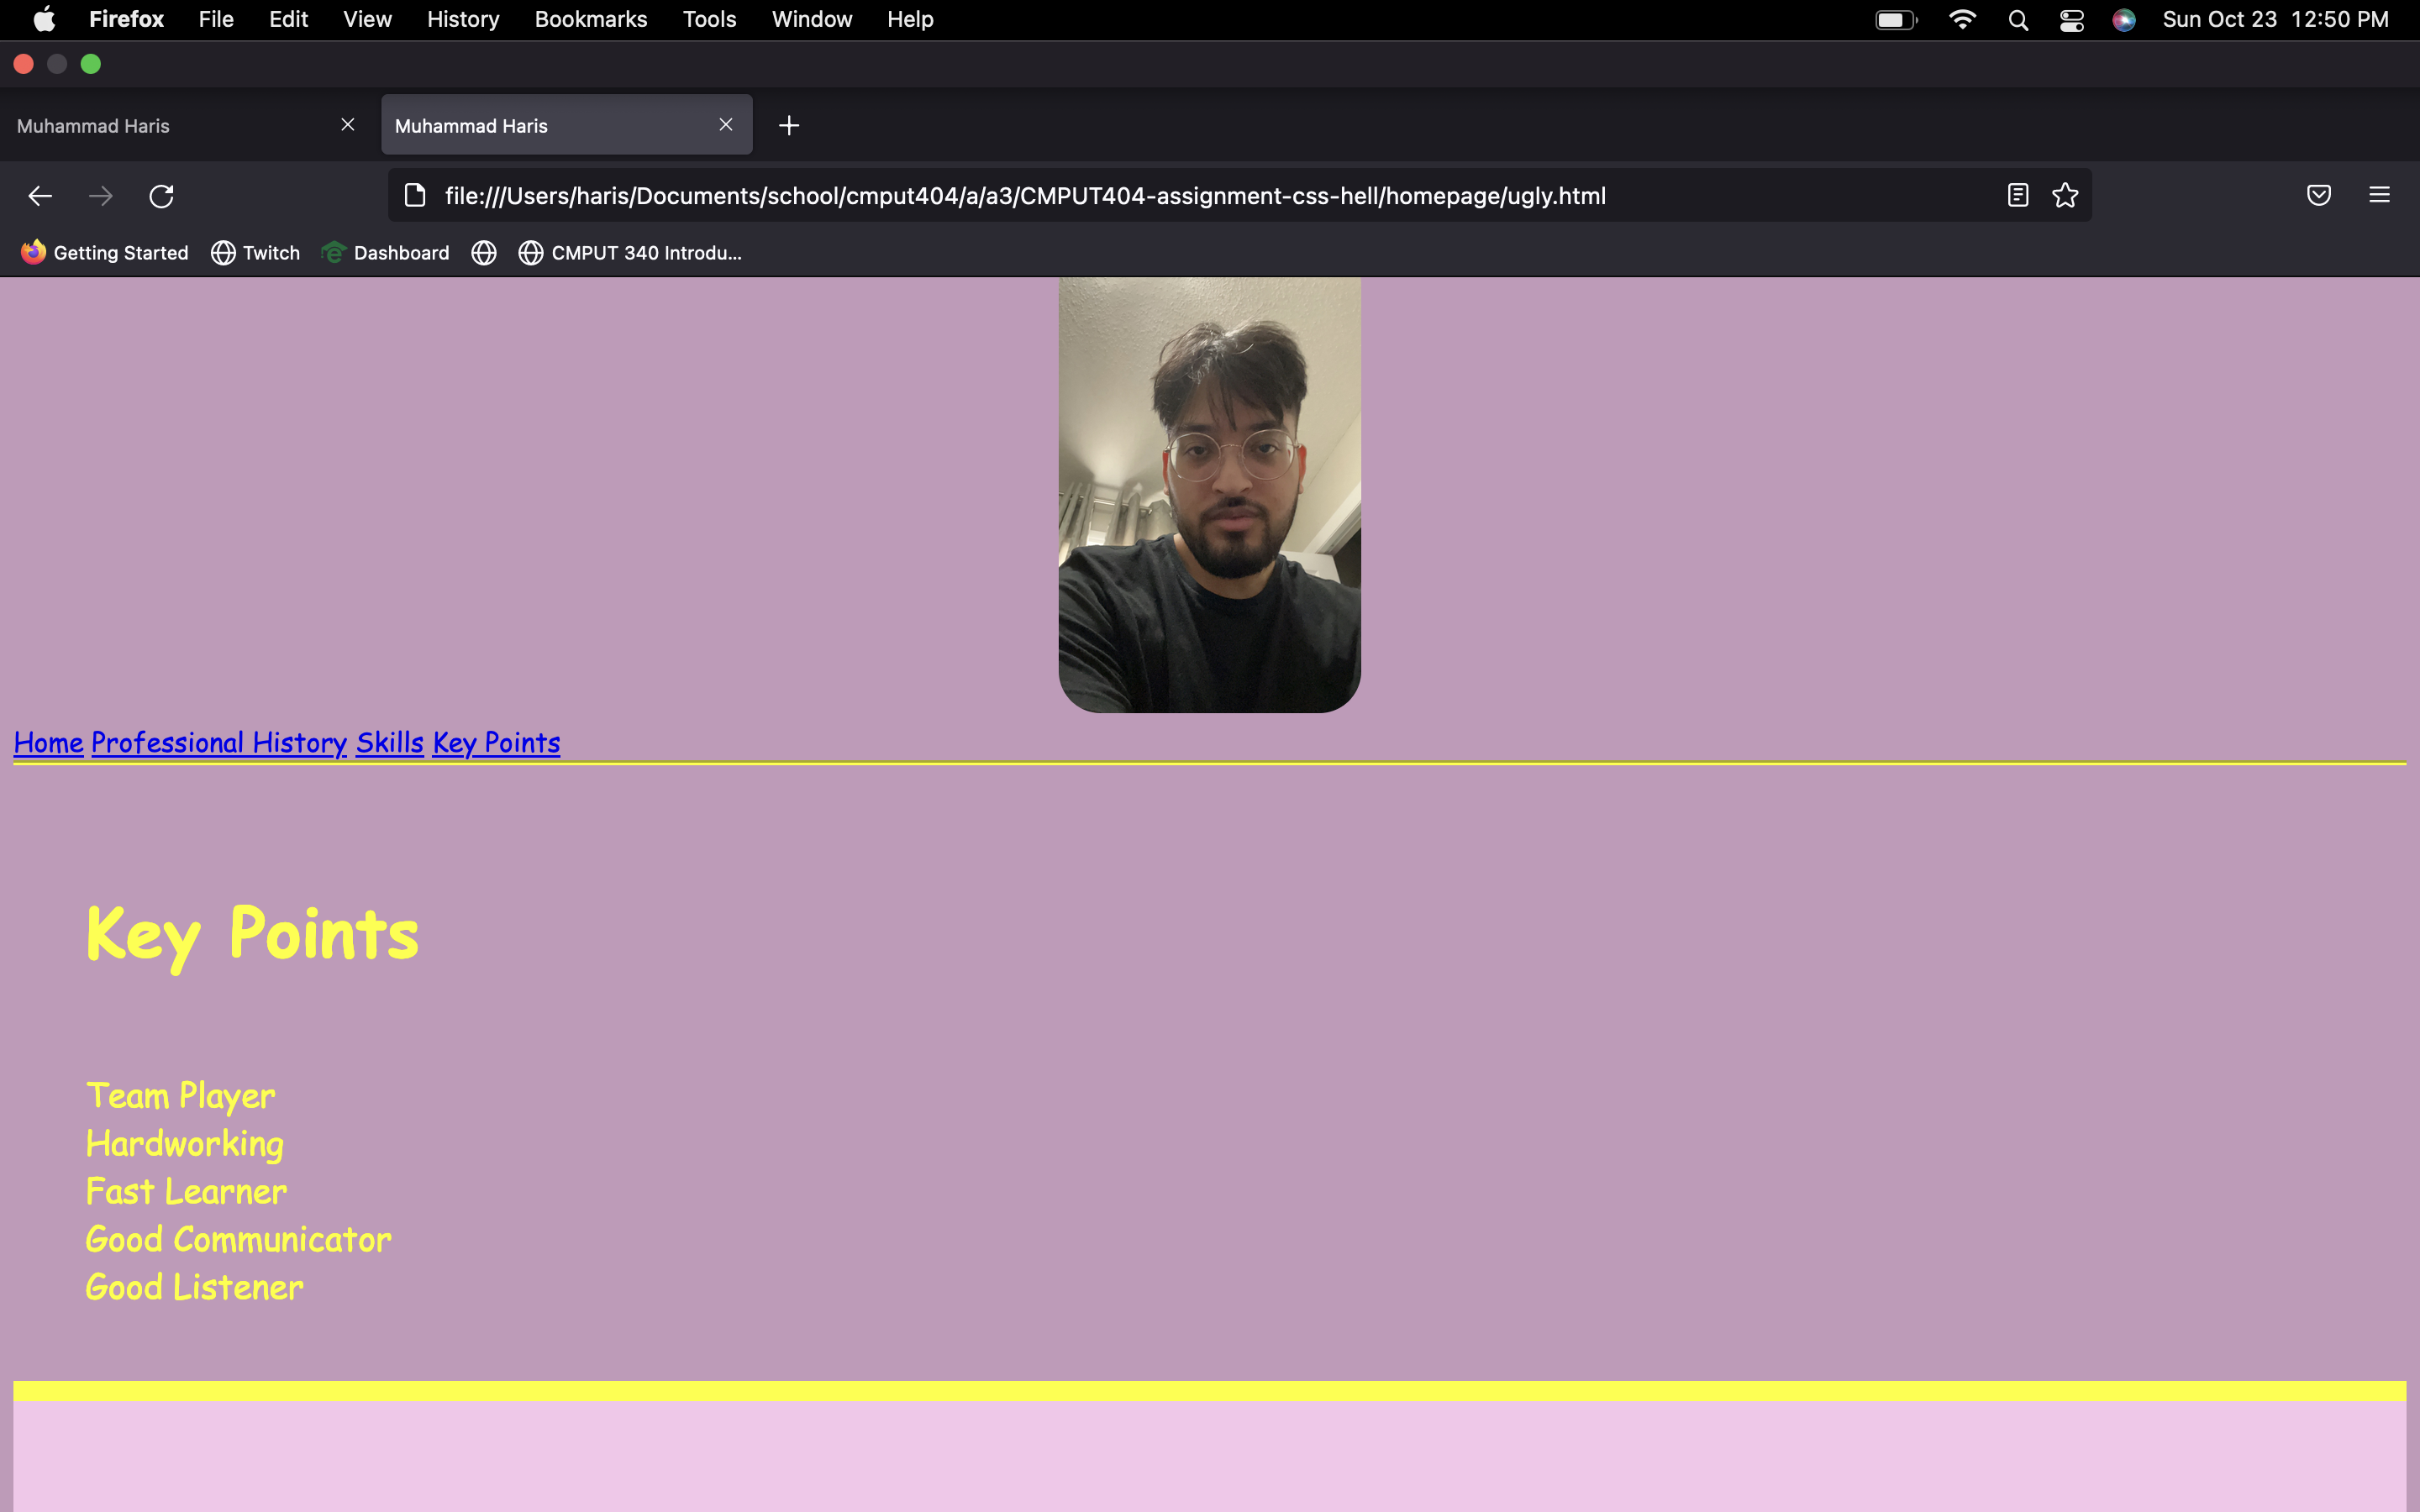 Firefox File Edit View History Bookmarks Tools Window Help Sun Oct 23 12:50 PM
Muhammad Haris Muhammad Haris
file:///Users/haris/Documents/school/cmput404/a/a3/CMPUT404-assignment-css-hell/homepage/ugly.html
Getting Started Twitch Dashboard CMPUT 340 Introdu...
Home Professional History Skills Key Points
Key Points
Team Player
Hardworking
Fast Learner
Good Communicator
Good Listener